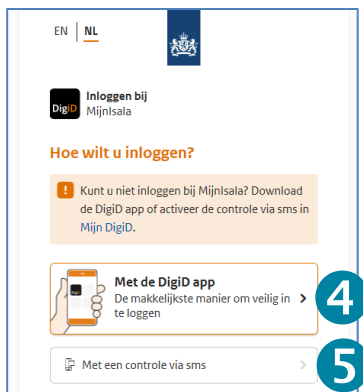 EN | NL
DigiD
Inloggen bij
MijnIsala
Hoe wilt u inloggen?
Kunt u niet inloggen bij MijnIsala? Download
de DigiD app of activeer de controle via sms in
Mijn DigiD.
Met de DigiD app
De makkelijkste manier om veilig in
te loggen
4
Met een controle via sms
5